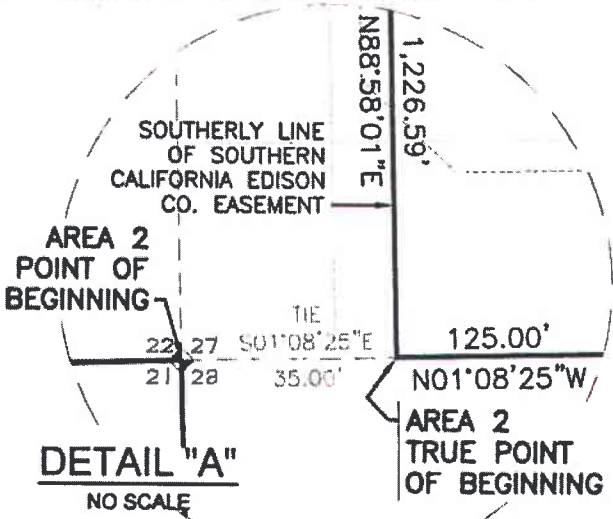 1,226.59'
N88°58'01"E
SOUTHERLY LINE
OF SOUTHERN
CALIFORNIA EDISON
CO. EASEMENT
AREA 2
POINT OF
BEGINNING
TIE
S01°08'25"E
35.00'
22 27
21 28
125.00'
N01°08'25"W
AREA 2
TRUE POINT
OF BEGINNING
DETAIL "A"
NO SCALE